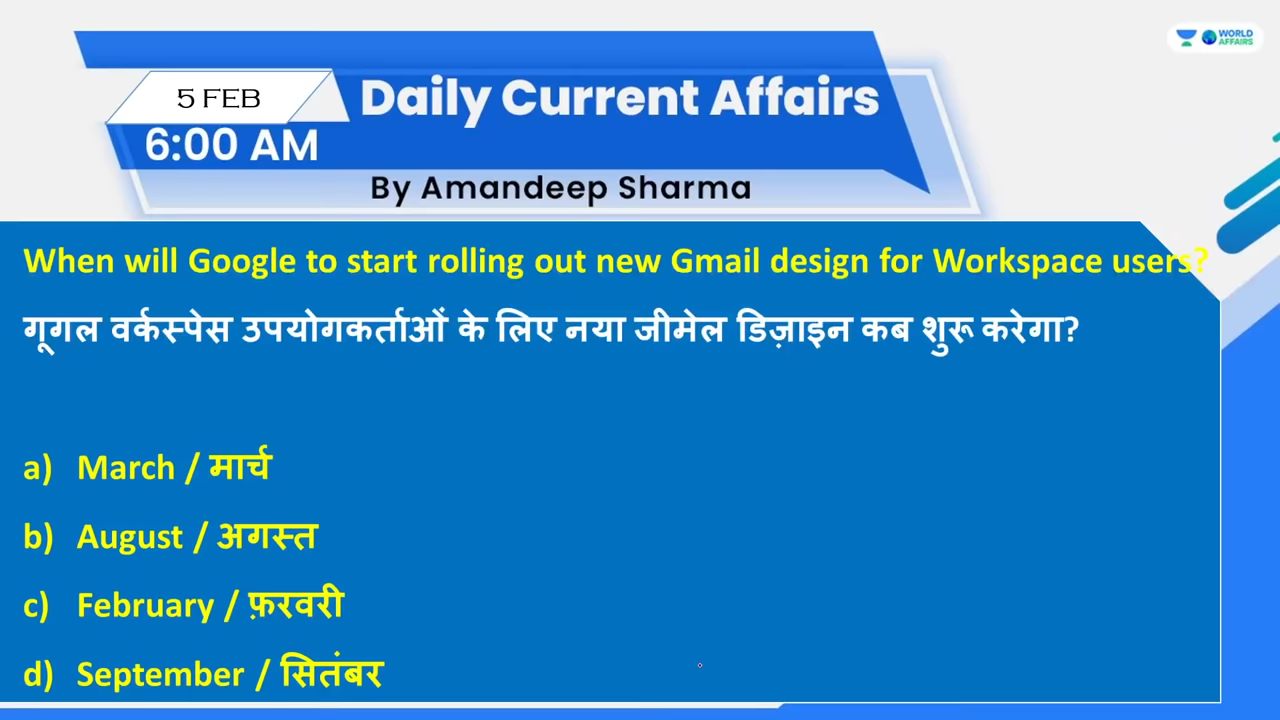 WORLD
AFFAIRS
5 FEB
Daily Current Affairs
6:00 AM
By Amandeep Sharma
When will Google to start rolling out new Gmail design for Workspace users?
गूगल वर्कस्पेस उपयोगकर्ताओं के लिए नया जीमेल डिज़ाइन कब शुरू करेगा?
a) March / मार्च
b) August / अगस्त
c) February / फ़रवरी
d) September / सितंबर